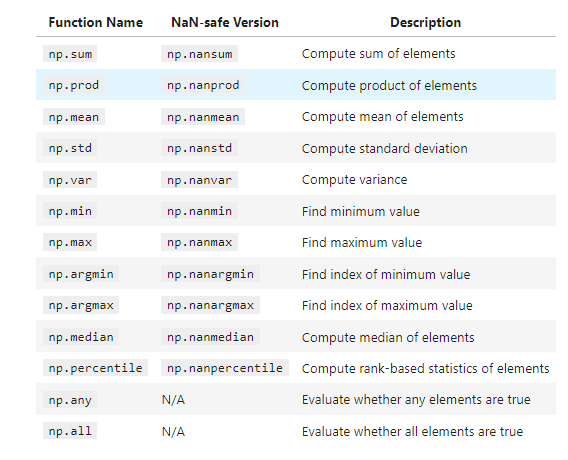 Function Name NaN-safe Version Description
np.sum np.nansum Compute sum of elements
np.prod np.nanprod Compute product of elements
np.mean np.nanmean Compute mean of elements
np.std np.nanstd Compute standard deviation
np.var np.nanvar Compute variance
np.min np.nanmin Find minimum value
np.max np.nanmax Find maximum value
np.argmin np.nanargmin Find index of minimum value
np.argmax np.nanargmax Find index of maximum value
np.median np.nanmedian Compute median of elements
np.percentile np.nanpercentile Compute rank-based statistics of elements
np.any N/A Evaluate whether any elements are true
np.all N/A Evaluate whether all elements are true